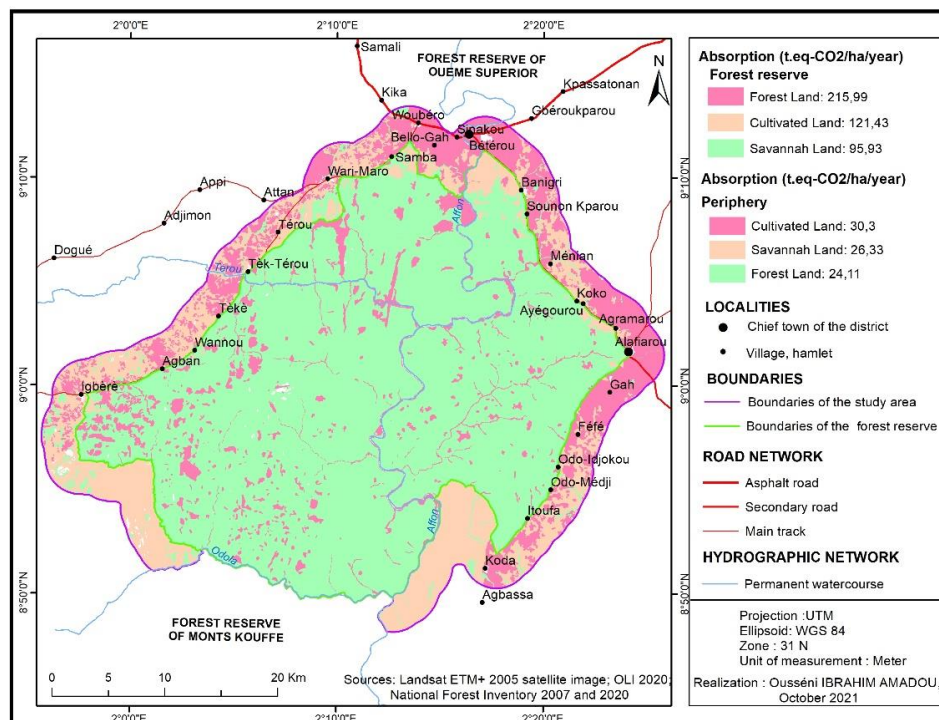 2°0'0"E
2°10'0"E
2°20'0"E
Samali
FOREST RESERVE OF
OUEME SUPERIOR
N
Kpassatonan
Kika
Gbéroukparou
Woubéro
Sinakou
Bello-Gah
Bétérou
Samba
9°10'0"N
9°10'0"N
Wari-Maro
Appi
Attan
Banigri
Affon
Sounon Kparou
Adjimon
Térou
Dogué
Ménian
Térou
Tèk-Térou
Koko
Ayégourou
Tékè
Agramarou
Alafiarou
Wannou
Agban
9°0'0"N
9°0'0"N
Igbèrè
Gah
Féfé
Odo-Idjokou
Odo-Médji
Itoufa
Affon
Odola
Koda
8°50'0"N
8°50'0"N
Agbassa
FOREST RESERVE
OF MONTS KOUFFE
0 5 10 20 Km
Sources: Landsat ETM+ 2005 satellite image; OLI 2020;
National Forest Inventory 2007 and 2020
2°0'0"E
2°10'0"E
2°20'0"E
Absorption (t.eq-CO2/ha/year)
Forest reserve
Forest Land: 215,99
Cultivated Land: 121,43
Savannah Land: 95,93
Absorption (t.eq-CO2/ha/year)
Periphery
Cultivated Land: 30,3
Savannah Land: 26,33
Forest Land: 24,11
LOCALITIES
Chief town of the district
Village, hamlet
BOUNDARIES
Boundaries of the study area
Boundaries of the forest reserve
ROAD NETWORK
Asphalt road
Secondary road
Main track
HYDROGRAPHIC NETWORK
Permanent watercourse
Projection :UTM
Ellipsoid: WGS 84
Zone : 31 N
Unit of measurement : Meter
Realization : Ousséni IBRAHIM AMADOU,
October 2021